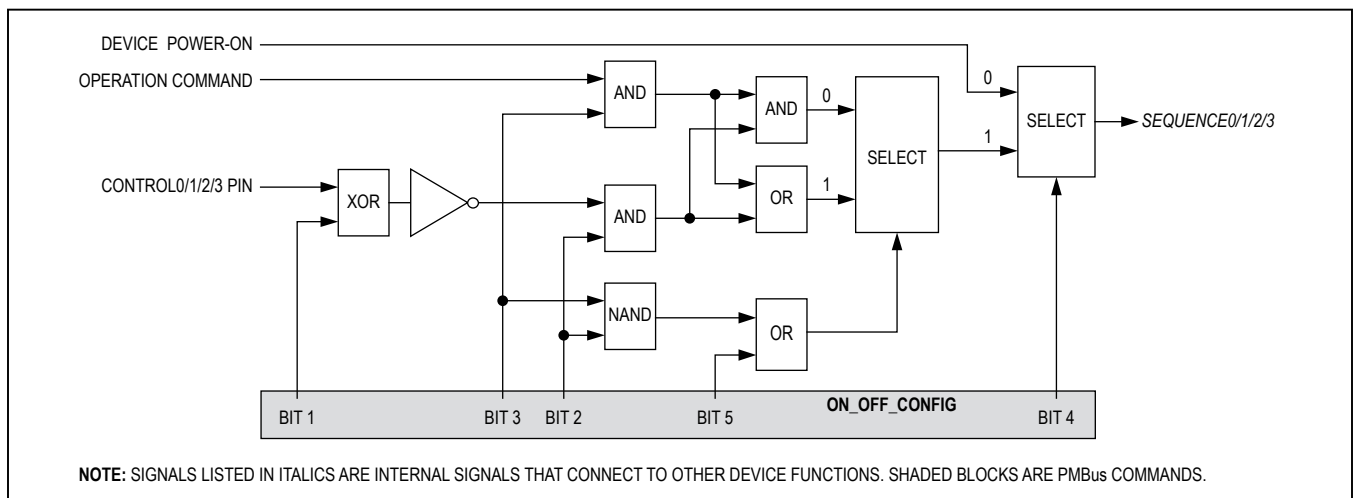 DEVICE POWER-ON
OPERATION COMMAND
CONTROL0/1/2/3 PIN
XOR
AND
AND
NAND
AND
0
OR
1
OR
SELECT
0
1
SELECT
SEQUENCE0/1/2/3
ON_OFF_CONFIG
BIT 1
BIT 3
BIT 2
BIT 5
BIT 4
NOTE: SIGNALS LISTED IN ITALICS ARE INTERNAL SIGNALS THAT CONNECT TO OTHER DEVICE FUNCTIONS. SHADED BLOCKS ARE PMBus COMMANDS.